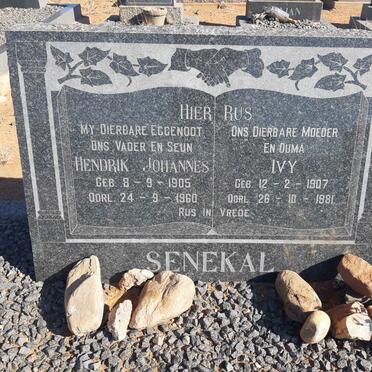 HIER RUS
MY DIERBARE EGGENOOT
ONS VADER EN SEUN
HENDRIK JOHANNES
GEB. 8 - 9 - 1905
OORL. 24 - 9 - 1960
ONS DIERBARE MOEDER
EN OUMA
IVY
GEB. 12 - 2 - 1907
OORL. 26 - 10 - 1981
RUS IN VREDE
SENEKAL